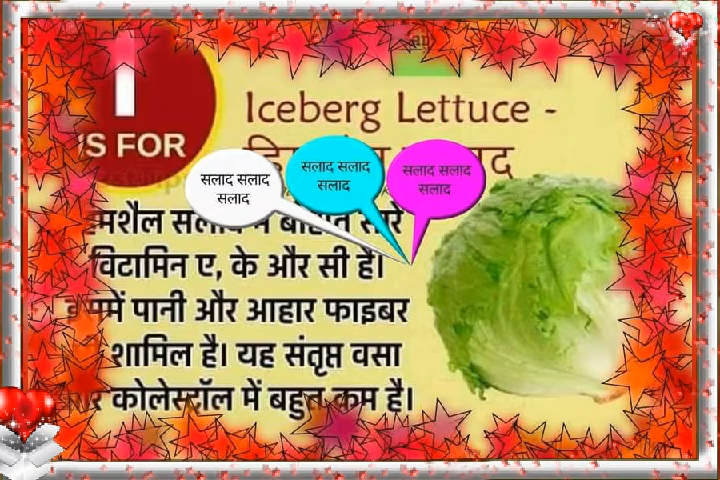 I
IS FOR
Iceberg Lettuce -
सलाद सलाद
सलाद
सलाद सलाद
सलाद
सलाद सलाद
सलाद
विटामिन ए, के और सी है।
में पानी और आहार फाइबर
शामिल है। यह संतृप्त वसा
कोलेस्ट्रॉल में बहुत कम है।